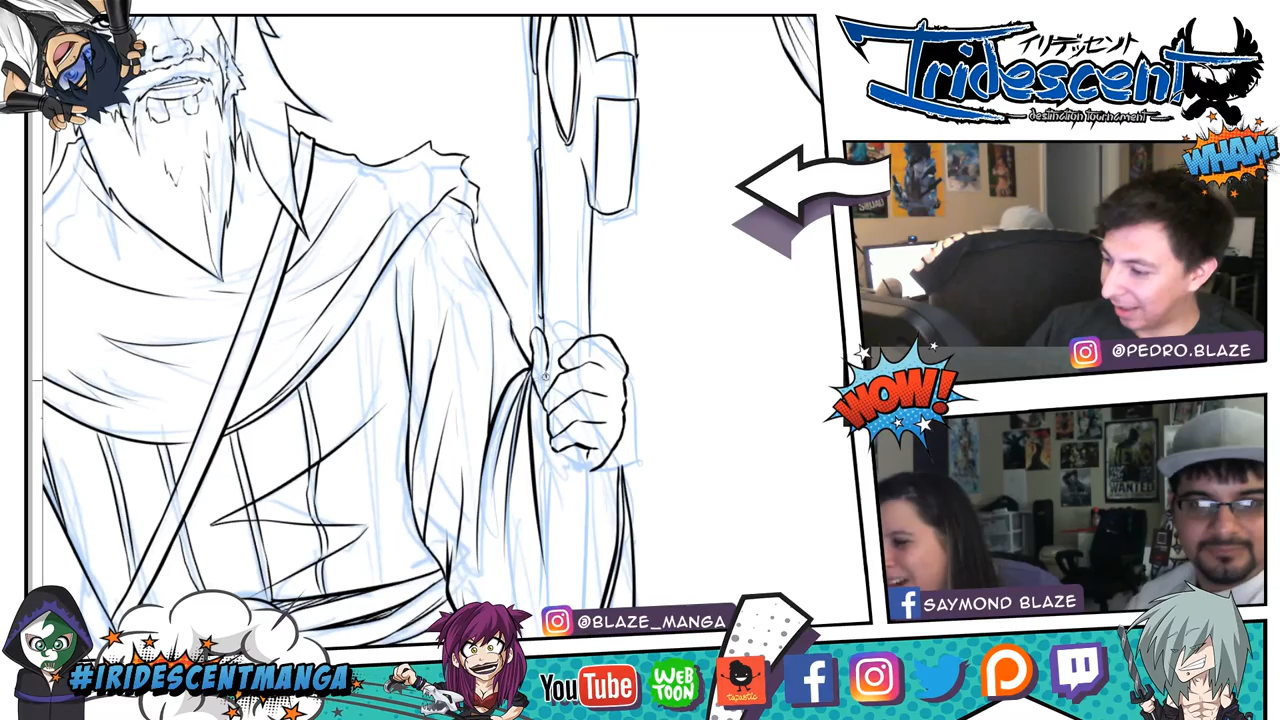 イリデッセント
Iridescent
destination tournament
WHAM!
@PEDRO.BLAZE
WOW!
WANTED
SAYMOND BLAZE
@BLAZE_MANGA
#IRIDESCENTMANGA
YouTube
WEB
TOON
tapastic